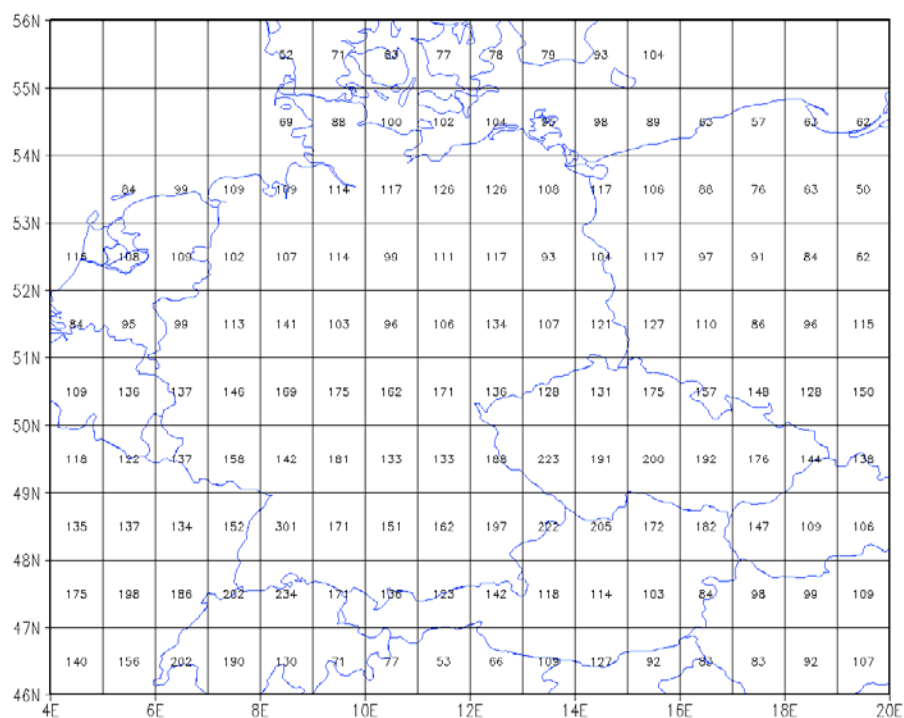 56N
52 71 83 77 78 79 93 104
55N
69 88 100 102 104 95 98 89 63 57 63 62
54N
84 99 109 109 114 117 126 126 108 117 106 88 76 63 50
53N
116 108 109 102 107 114 99 111 117 93 104 117 97 91 84 62
52N
84 95 99 113 141 103 96 106 134 107 121 127 110 86 96 115
51N
109 136 137 146 169 175 162 171 136 128 131 175 157 148 128 150
50N
118 122 137 158 142 181 133 133 188 223 191 200 192 176 144 138
49N
135 137 134 152 301 171 151 162 197 222 205 172 182 147 109 106
48N
175 198 186 202 234 171 136 123 142 118 114 103 84 98 99 109
47N
140 156 202 190 130 71 77 53 66 109 127 92 83 83 92 107
46N
4E 6E 8E 10E 12E 14E 16E 18E 20E